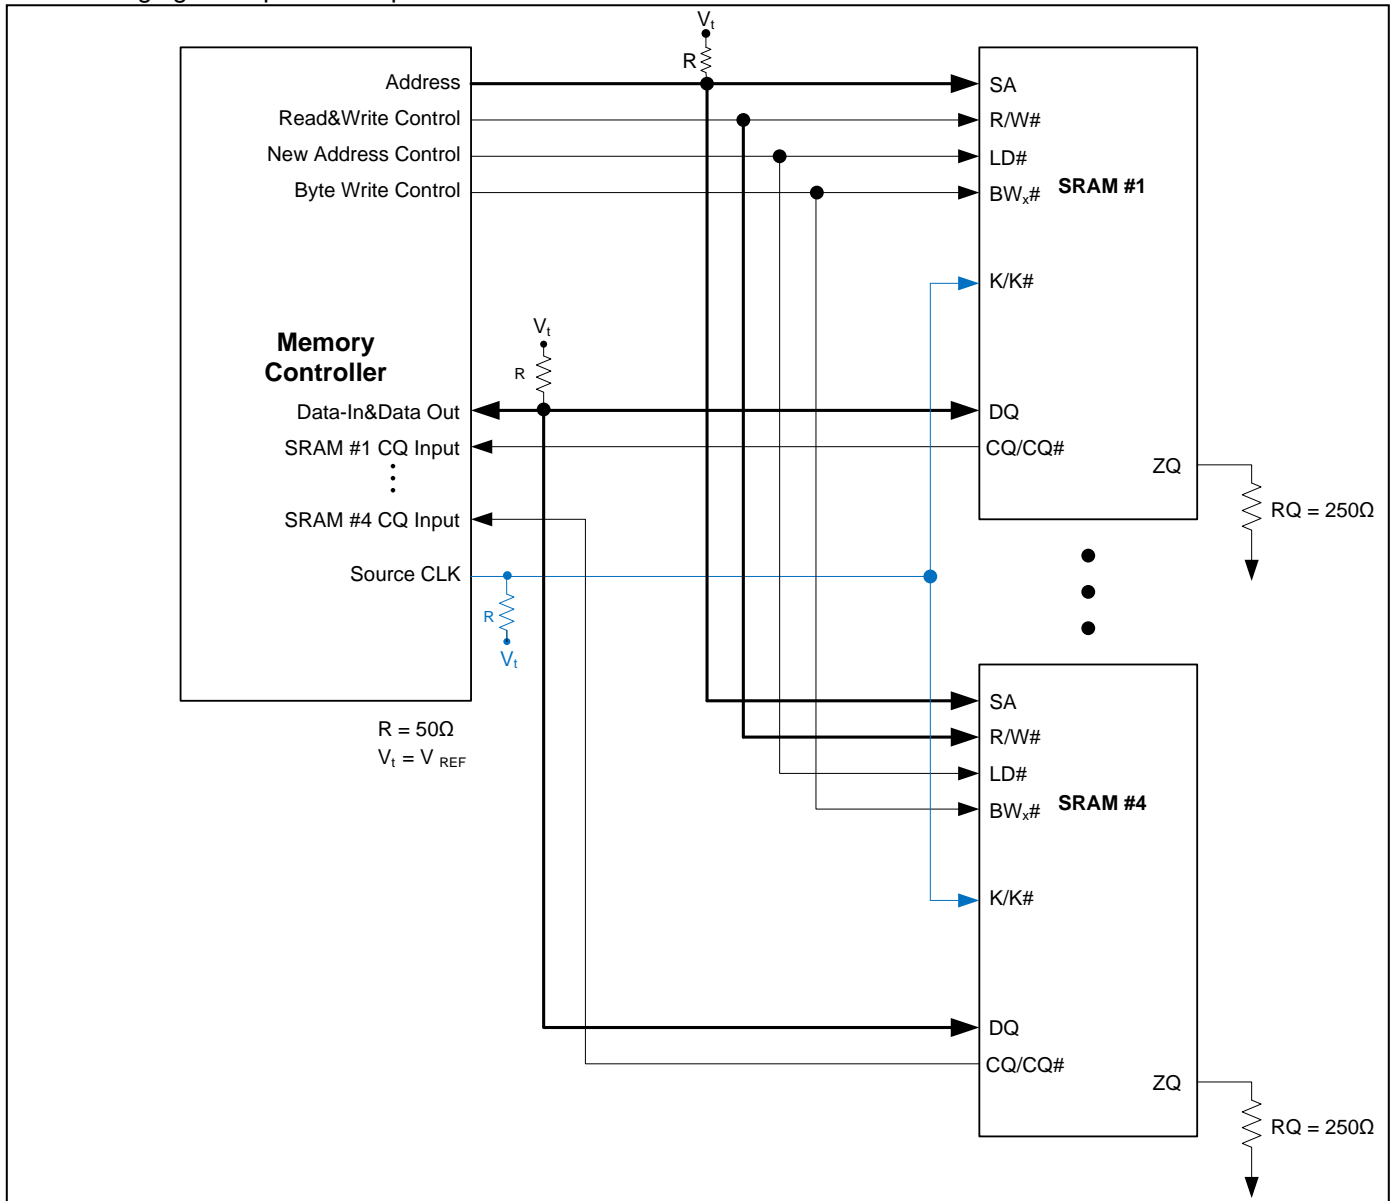 Vt
R
Address
Read&Write Control
New Address Control
Byte Write Control
SA
R/W#
LD#
BWx#
SRAM #1
K/K#
Vt
R
Memory
Controller
Data-In&Data Out
SRAM #1 CQ Input
SRAM #4 CQ Input
Source CLK
DQ
CQ/CQ#
ZQ
RQ = 250Ω
R
Vt
R = 50Ω
Vt = V REF
SA
R/W#
LD#
BWx#
SRAM #4
K/K#
DQ
CQ/CQ#
ZQ
RQ = 250Ω